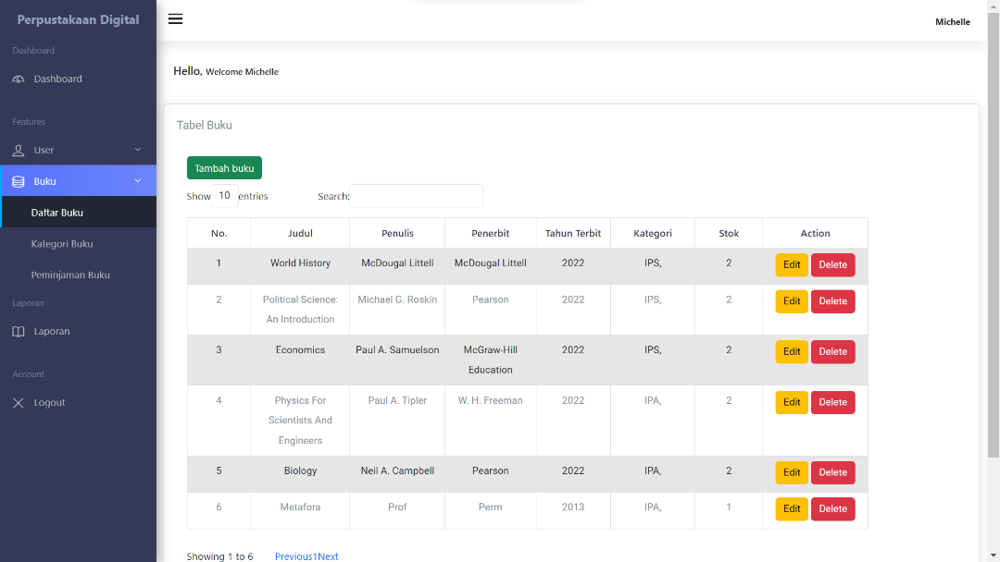 Perpustakaan Digital
Michelle
Dashboard
Dashboard
Features
User
Buku
Daftar Buku
Kategori Buku
Peminjaman Buku
Laporan
Laporan
Account
Logout
Hello, Welcome Michelle
Tabel Buku
Tambah buku
Show 10 entries Search:
No. Judul Penulis Penerbit Tahun Terbit Kategori Stok Action
1 World History McDougal Littell McDougal Littell 2022 IPS, 2 Edit Delete
2 Political Science: Michael G. Roskin Pearson 2022 IPS, 2 Edit Delete
An Introduction
3 Economics Paul A. Samuelson McGraw-Hill 2022 IPS, 2 Edit Delete
Education
4 Physics For Paul A. Tipler W. H. Freeman 2022 IPA, 2 Edit Delete
Scientists And
Engineers
5 Biology Neil A. Campbell Pearson 2022 IPA, 2 Edit Delete
6 Metafora Prof Perm 2013 IPA, 1 Edit Delete
Showing 1 to 6 Previous1Next